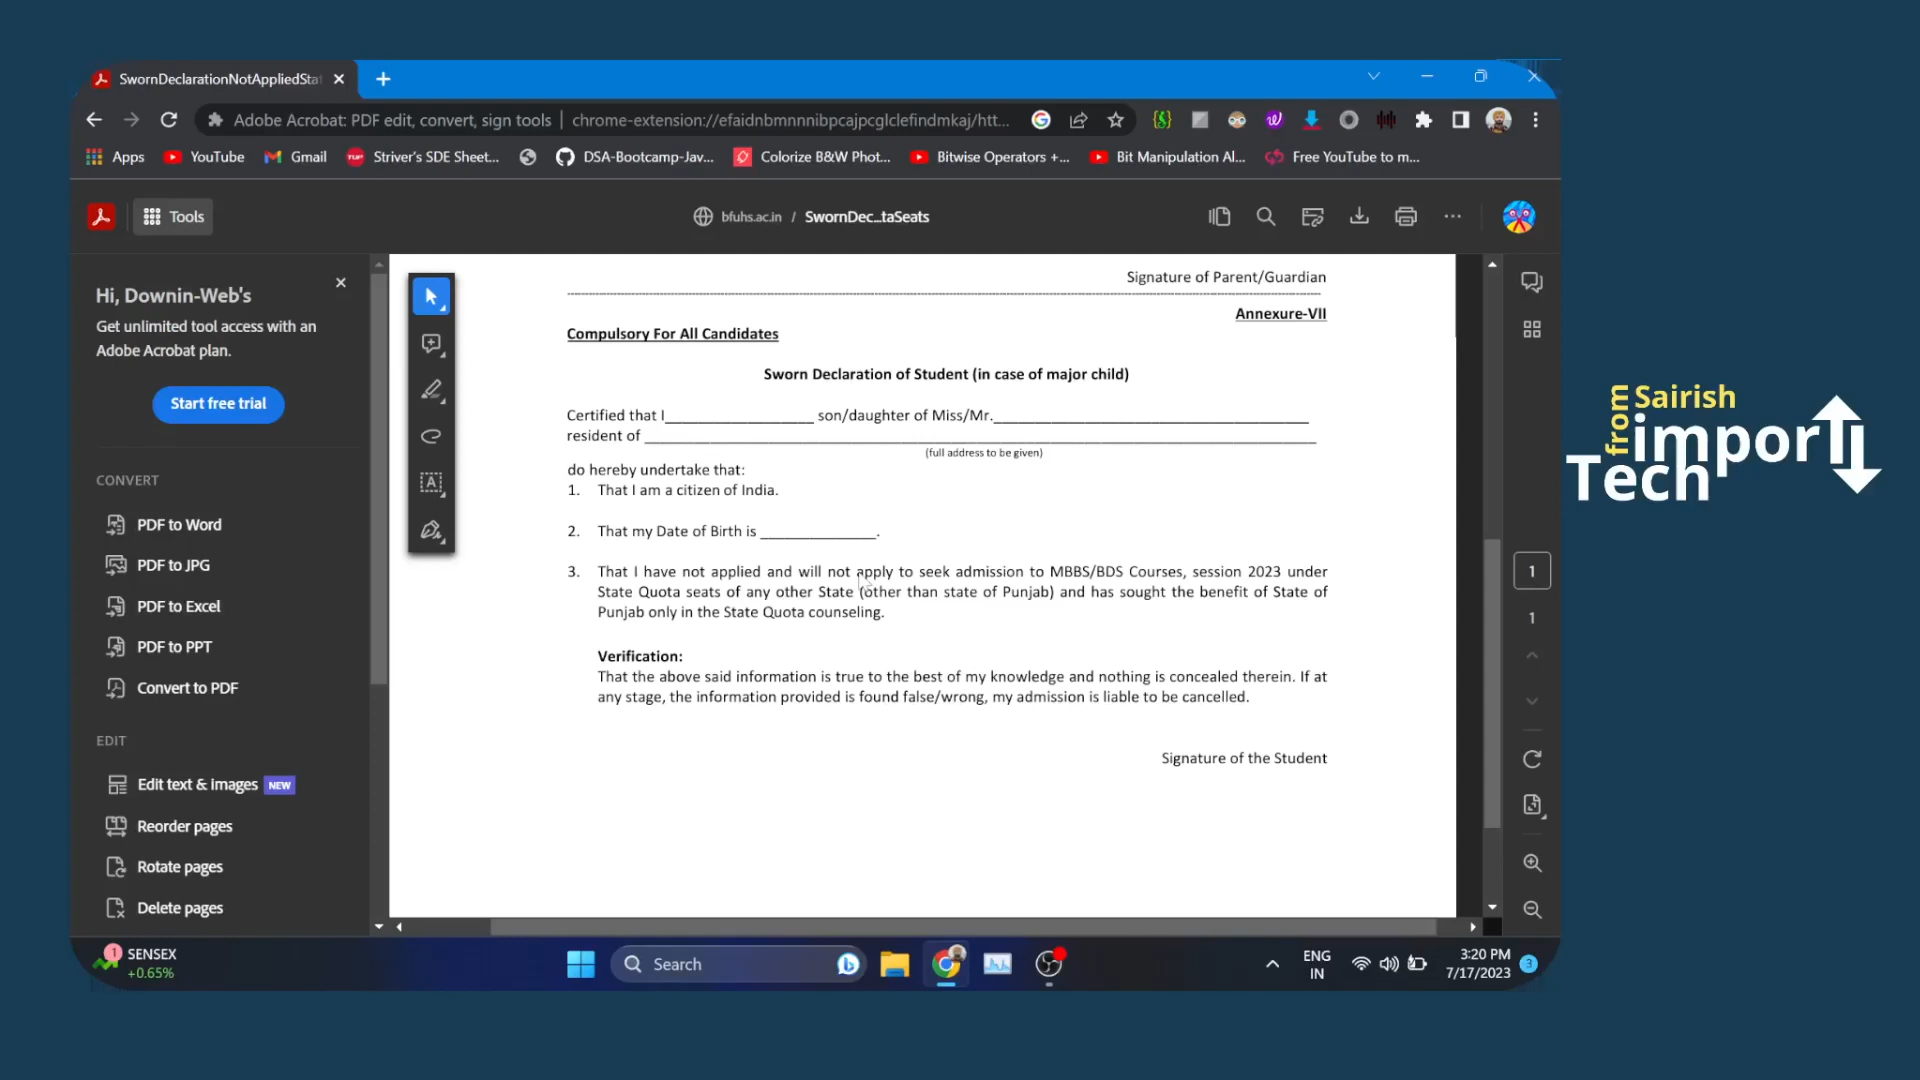 SwornDeclarationNotAppliedStat
Adobe Acrobat: PDF edit, convert, sign tools | chrome-extension://efaidnbmnnnibpcajpcglclefindmkaj/htt...
Apps YouTube Gmail Striver's SDE Sheet... DSA-Bootcamp-Jav... Colorize B&W Phot... Bitwise Operators +... Bit Manipulation Al... Free YouTube to m...
Tools bfuhs.ac.in / SwornDec...taSeats
Hi, Downin-Web's
Get unlimited tool access with an
Adobe Acrobat plan.
Start free trial
CONVERT
PDF to Word
PDF to JPG
PDF to Excel
PDF to PPT
Convert to PDF
EDIT
Edit text & images NEW
Reorder pages
Rotate pages
Delete pages
Signature of Parent/Guardian
Annexure-VII
Compulsory For All Candidates
Sworn Declaration of Student (in case of major child)
Certified that I__________________ son/daughter of Miss/Mr.______________________________________
resident of ________________________________________________________________________________
(full address to be given)
do hereby undertake that:
1. That I am a citizen of India.
2. That my Date of Birth is ______________.
3. That I have not applied and will not apply to seek admission to MBBS/BDS Courses, session 2023 under
State Quota seats of any other State (other than state of Punjab) and has sought the benefit of State of
Punjab only in the State Quota counseling.
Verification:
That the above said information is true to the best of my knowledge and nothing is concealed therein. If at
any stage, the information provided is found false/wrong, my admission is liable to be cancelled.
Signature of the Student
1
1
from Sairish
import
Tech
1 SENSEX
+0.65%
Search
ENG
IN
3:20 PM
7/17/2023
3